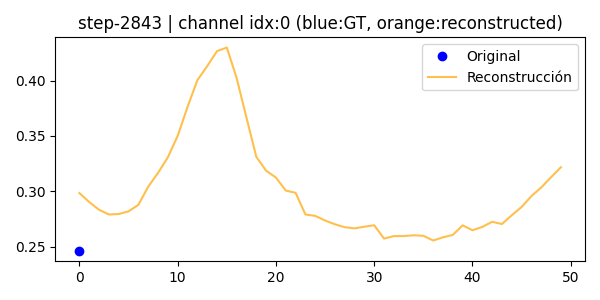 step-2843 | channel idx:0 (blue:GT, orange:reconstructed)
Original
Reconstrucción
0.40
0.35
0.30
0.25
0 10 20 30 40 50